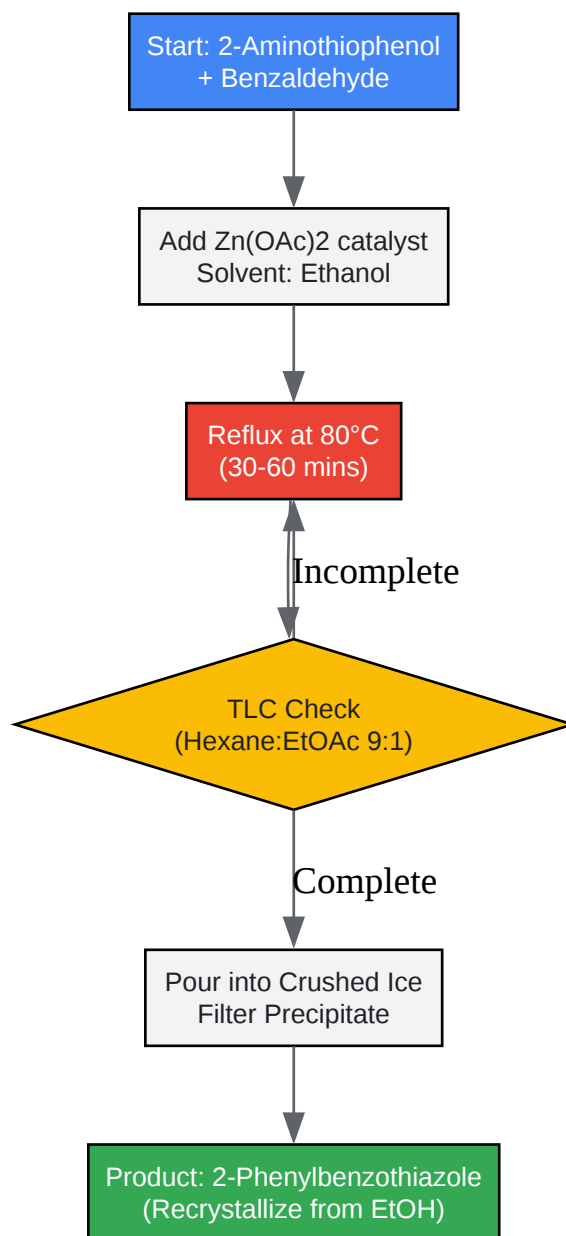 Start: 2-Aminothiophenol
+ Benzaldehyde
Add Zn(OAc)2 catalyst
Solvent: Ethanol
Reflux at 80°C
(30-60 mins)
Incomplete
TLC Check
(Hexane:EtOAc 9:1)
Complete
Pour into Crushed Ice
Filter Precipitate
Product: 2-Phenylbenzothiazole
(Recrystallize from EtOH)